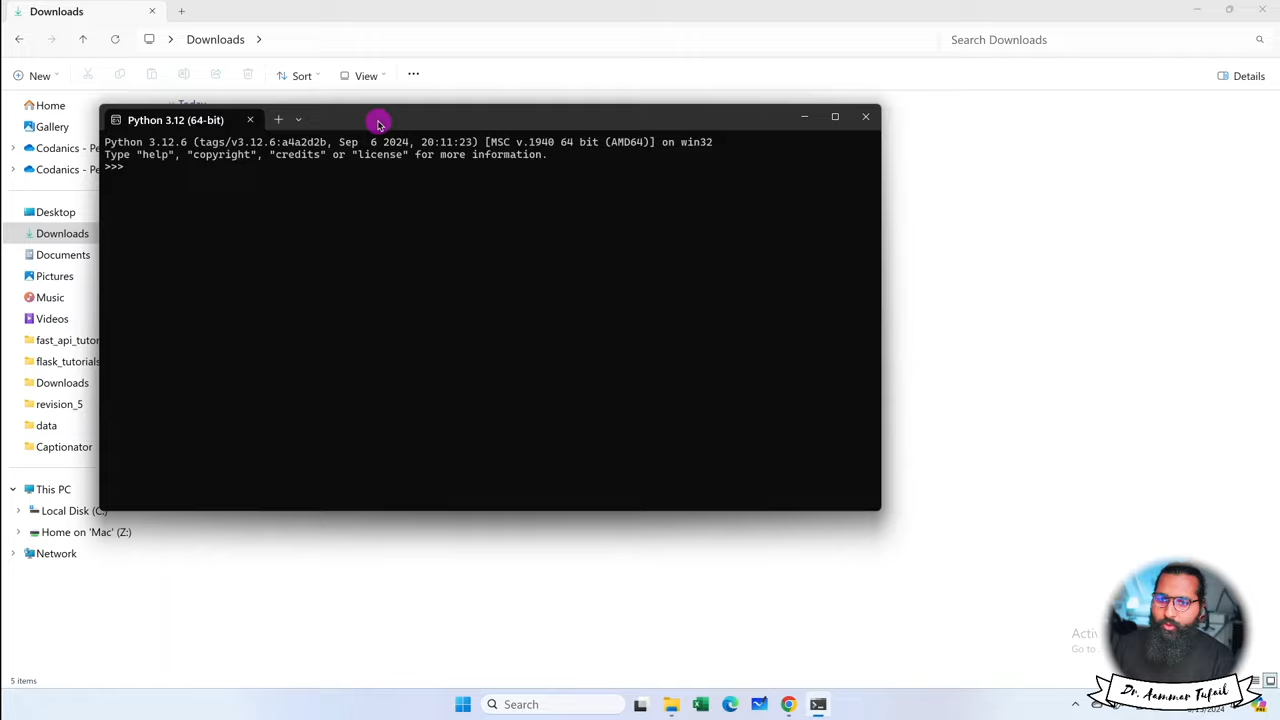 Downloads
Downloads
Search Downloads
New
Sort
View
Details
Home
Gallery
Codanics - Pe
Codanics - Pe
Desktop
Downloads
Documents
Pictures
Music
Videos
fast_api_tutor
flask_tutorials
Downloads
revision_5
data
Captionator
This PC
Local Disk (C:)
Home on 'Mac' (Z:)
Network
Today
Python 3.12 (64-bit)
Python 3.12.6 (tags/v3.12.6:a4a2d2b, Sep  6 2024, 20:11:23) [MSC v.1940 64 bit (AMD64)] on win32
Type "help", "copyright", "credits" or "license" for more information.
>>>
Go to
Dr. Aammar Tufail
5 items
Search